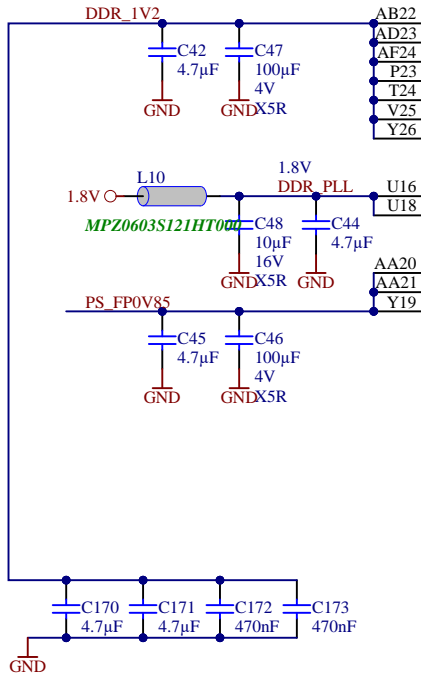 DDR_1V2
AB22
AD23
AF24
P23
T24
V25
Y26
C42
4.7µF
GND
C47
100µF
4V
X5R
GND
1.8V
L10
MPZ0603S121HT000
1.8V
DDR_PLL
U16
U18
C48
10µF
16V
X5R
GND
C44
4.7µF
GND
AA20
AA21
Y19
PS_FP0V85
C45
4.7µF
GND
C46
100µF
4V
X5R
GND
C170
4.7µF
C171
4.7µF
C172
470nF
C173
470nF
GND